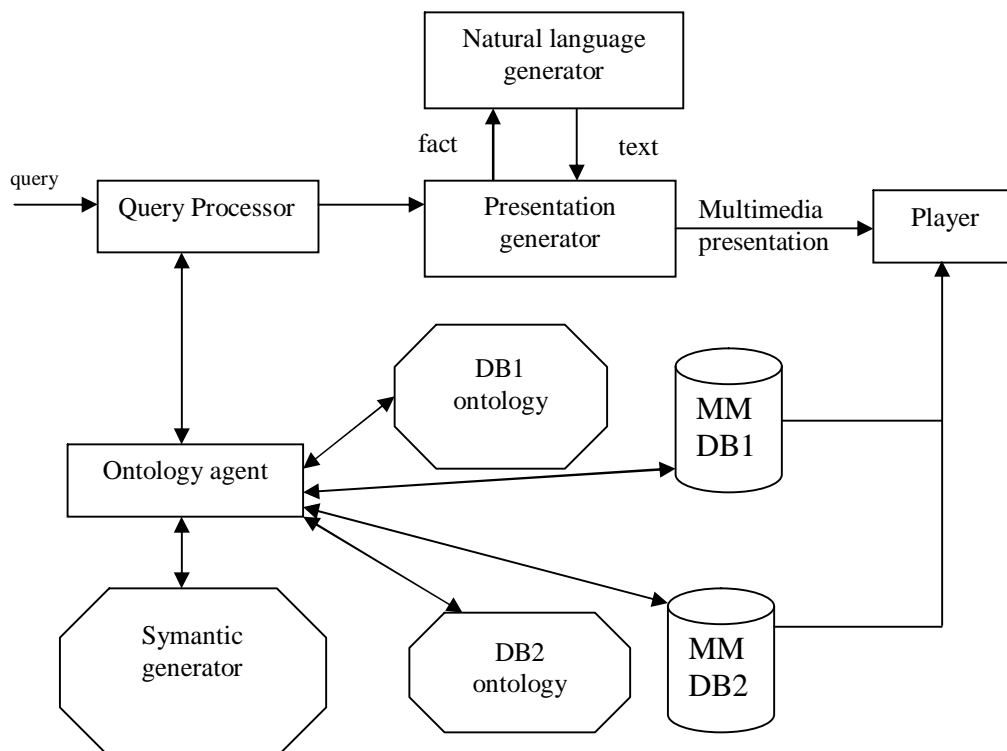 Natural language
generator
fact
text
query
Query Processor
Presentation
generator
Multimedia
presentation
Player
DB1
ontology
MM
DB1
Ontology agent
Symantic
generator
DB2
ontology
MM
DB2